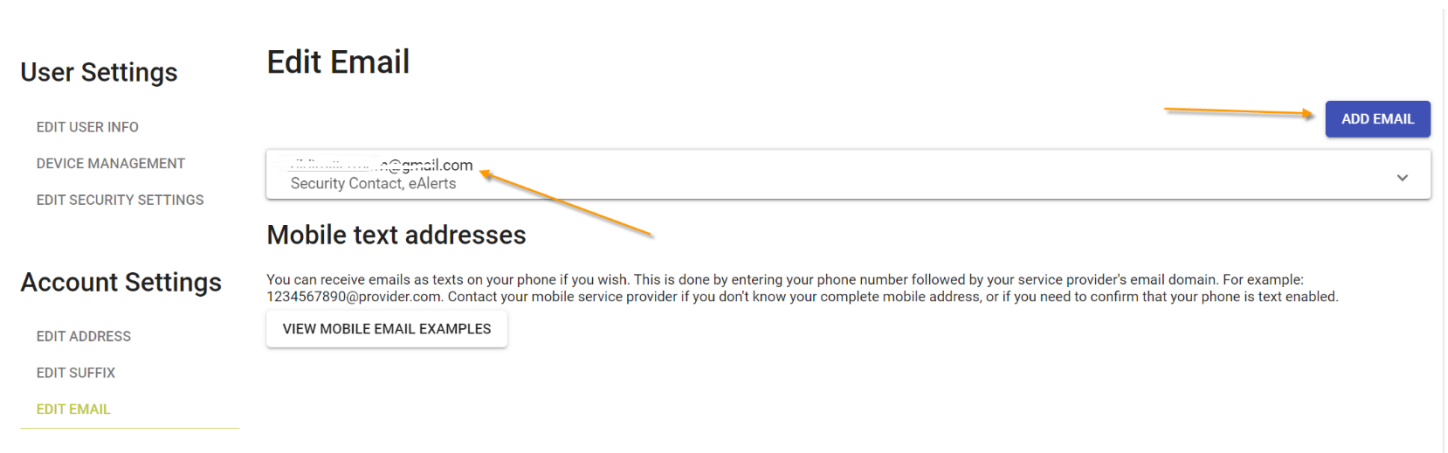 User Settings
EDIT USER INFO
DEVICE MANAGEMENT
EDIT SECURITY SETTINGS
Account Settings
EDIT ADDRESS
EDIT SUFFIX
EDIT EMAIL
Edit Email
ADD EMAIL
@gmail.com
Security Contact, eAlerts
Mobile text addresses
You can receive emails as texts on your phone if you wish. This is done by entering your phone number followed by your service provider's email domain. For example:
1234567890@provider.com. Contact your mobile service provider if you don't know your complete mobile address, or if you need to confirm that your phone is text enabled.
VIEW MOBILE EMAIL EXAMPLES